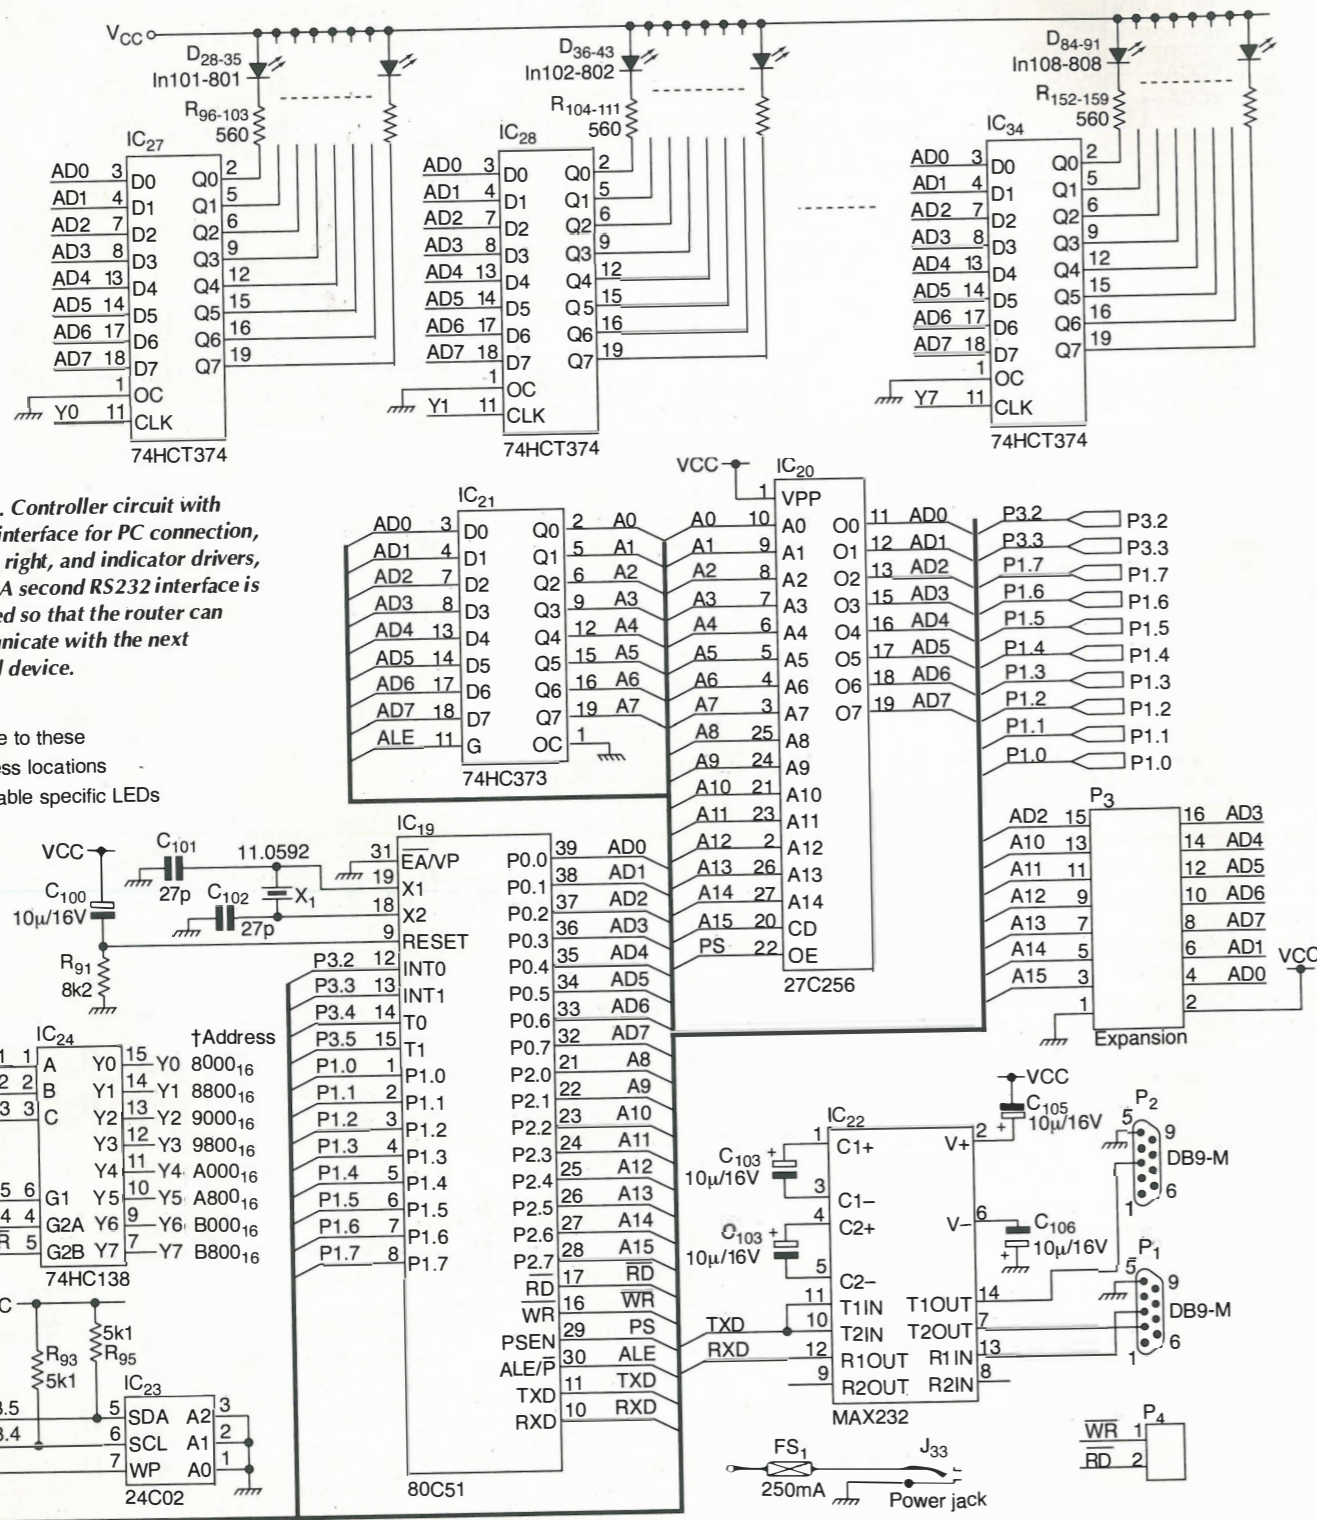 VCC
D28-35
In101-801
R96-103
560
IC27
AD0 3 D0 Q0 2
AD1 4 D1 Q1 5
AD2 7 D2 Q2 6
AD3 8 D3 Q3 9
AD4 13 D4 Q4 12
AD5 14 D5 Q5 15
AD6 17 D6 Q6 16
AD7 18 D7 Q7 19
1 OC
Y0 11 CLK
74HCT374
D36-43
In102-802
R104-111
560
IC28
AD0 3 D0 Q0 2
AD1 4 D1 Q1 5
AD2 7 D2 Q2 6
AD3 8 D3 Q3 9
AD4 13 D4 Q4 12
AD5 14 D5 Q5 15
AD6 17 D6 Q6 16
AD7 18 D7 Q7 19
1 OC
Y1 11 CLK
74HCT374
D84-91
In108-808
R152-159
560
IC34
AD0 3 D0 Q0 2
AD1 4 D1 Q1 5
AD2 7 D2 Q2 6
AD3 8 D3 Q3 9
AD4 13 D4 Q4 12
AD5 14 D5 Q5 15
AD6 17 D6 Q6 16
AD7 18 D7 Q7 19
1 OC
Y7 11 CLK
74HCT374
. Controller circuit with
interface for PC connection,
right, and indicator drivers,
A second RS232 interface is
ed so that the router can
nicate with the next
l device.
e to these
ess locations
able specific LEDs
IC21
AD0 3 D0 Q0 2 A0
AD1 4 D1 Q1 5 A1
AD2 7 D2 Q2 6 A2
AD3 8 D3 Q3 9 A3
AD4 13 D4 Q4 12 A4
AD5 14 D5 Q5 15 A5
AD6 17 D6 Q6 16 A6
AD7 18 D7 Q7 19 A7
ALE 11 G OC 1
74HC373
VCC
IC20
1 VPP
A0 10 A0 O0 11 AD0
A1 9 A1 O1 12 AD1
A2 8 A2 O2 13 AD2
A3 7 A3 O3 15 AD3
A4 6 A4 O4 16 AD4
A5 5 A5 O5 17 AD5
A6 4 A6 O6 18 AD6
A7 3 A7 O7 19 AD7
A8 25 A8
A9 24 A9
A10 21 A10
A11 23 A11
A12 2 A12
A13 26 A13
A14 27 A14
A15 20 CD
PS 22 OE
27C256
P3.2 P3.2
P3.3 P3.3
P1.7 P1.7
P1.6 P1.6
P1.5 P1.5
P1.4 P1.4
P1.3 P1.3
P1.2 P1.2
P1.1 P1.1
P1.0 P1.0
P3
AD2 15 16 AD3
A10 13 14 AD4
A11 11 12 AD5
A12 9 10 AD6
A13 7 8 AD7
A14 5 6 AD1
A15 3 4 AD0
1 2
VCC
Expansion
VCC
C100
10µ/16V
R91
8k2
C101
27p
C102
27p
11.0592
X1
IC19
31 EA/VP P0.0 39 AD0
19 X1 P0.1 38 AD1
18 X2 P0.2 37 AD2
9 RESET P0.3 36 AD3
P3.2 12 INT0 P0.4 35 AD4
P3.3 13 INT1 P0.5 34 AD5
P3.4 14 T0 P0.6 33 AD6
P3.5 15 T1 P0.7 32 AD7
P1.0 1 P1.0 P2.0 21 A8
P1.1 2 P1.1 P2.1 22 A9
P1.2 3 P1.2 P2.2 23 A10
P1.3 4 P1.3 P2.3 24 A11
P1.4 5 P1.4 P2.4 25 A12
P1.5 6 P1.5 P2.5 26 A13
P1.6 7 P1.6 P2.6 27 A14
P1.7 8 P1.7 P2.7 28 A15
RD 17 RD
WR 16 WR
PSEN 29 PS
ALE/P 30 ALE
TXD 11 TXD
RXD 10 RXD
80C51
IC24
†Address
1 1 A Y0 15 Y0 8000₁₆
2 2 B Y1 14 Y1 8800₁₆
3 3 C Y2 13 Y2 9000₁₆
Y3 12 Y3 9800₁₆
Y4 11 Y4 A000₁₆
5 6 G1 Y5 10 Y5 A800₁₆
4 4 G2A Y6 9 Y6 B000₁₆
R 5 G2B Y7 7 Y7 B800₁₆
74HC138
C
5k1
R95
R93
5k1
IC23
3.5 5 SDA A2 3
3.4 6 SCL A1 2
7 WP A0 1
24C02
VCC
C105
10µ/16V
IC22
C103
10µ/16V
1 C1+ V+ 2
3 C1–
4 C2+ V– 6
C103
10µ/16V
5 C2–
C106
10µ/16V
11 T1IN T1OUT 14
TXD 10 T2IN T2OUT 7
RXD 12 R1OUT R1IN 13
9 R2OUT R2IN 8
MAX232
P2
5 9
DB9-M
1 6
P1
5 9
DB9-M
1 6
FS1
250mA
J33
Power jack
P4
WR 1
RD 2